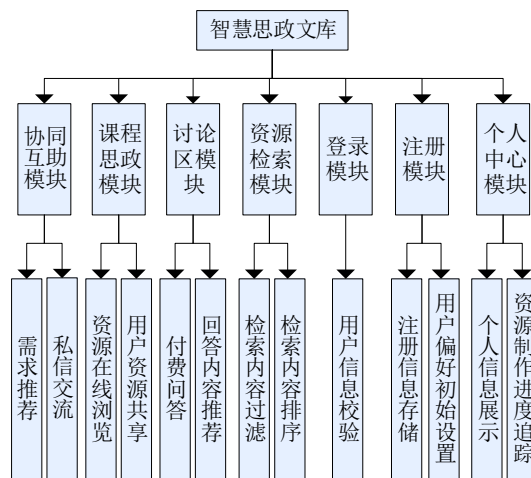 智慧思政文库
协同
互助
模块
课程
思政
模块
讨论
区模
块
资源
检索
模块
登录
模块
注册
模块
个人
中心
模块
需求推荐
私信交流
资源在线浏览
用户资源共享
付费问答
回答内容推荐
检索内容过滤
检索内容排序
用户信息校验
注册信息存储
用户偏好初始设置
个人信息展示
资源制作进度追踪